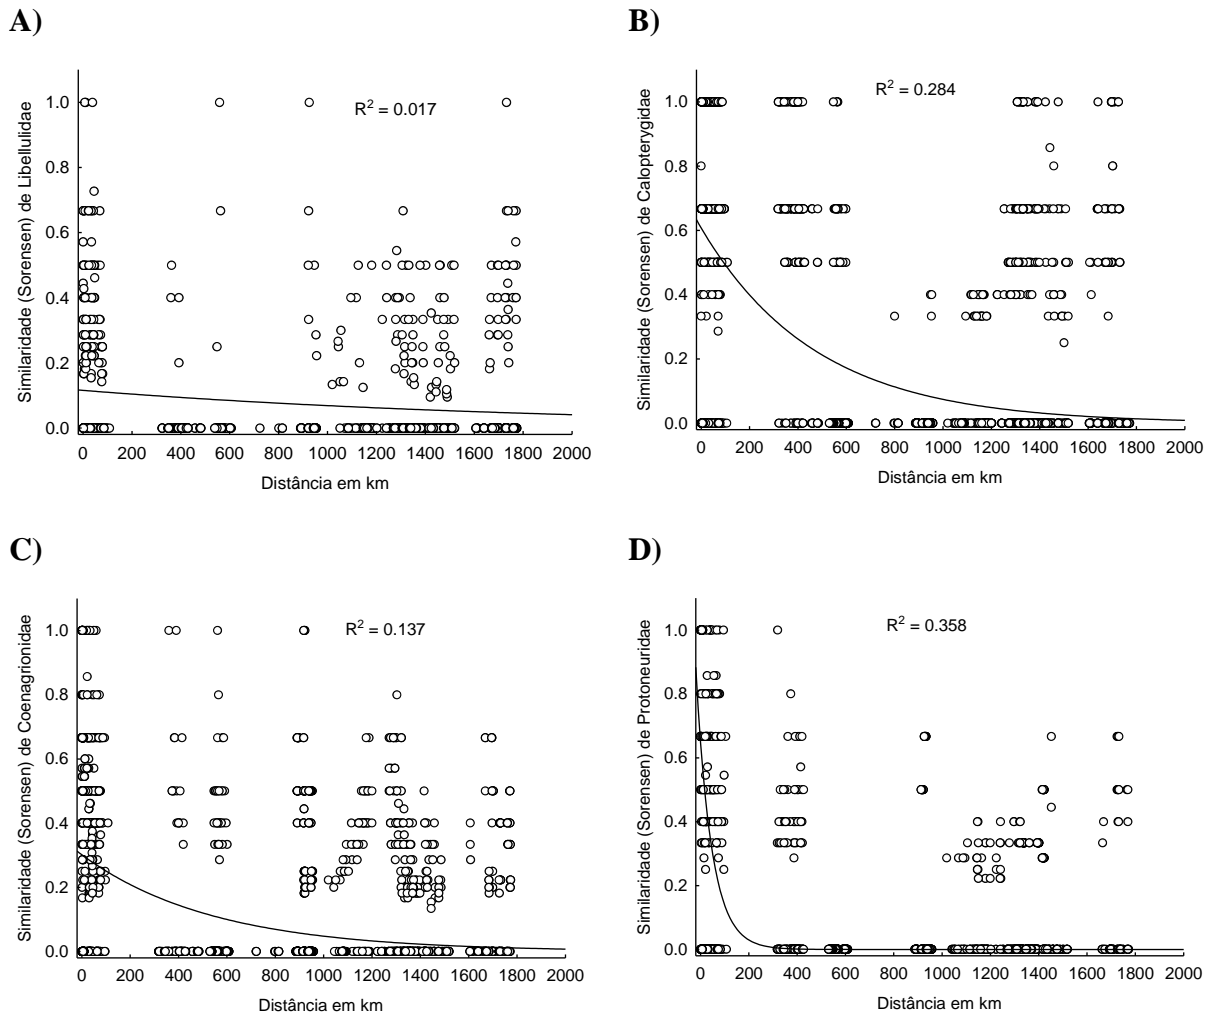 A)
R² = 0.017
Similaridade (Sorensen) de Libellulidae
1.0
0.8
0.6
0.4
0.2
0.0
0 200 400 600 800 1000 1200 1400 1600 1800 2000
Distância em km
B)
R² = 0.284
Similaridade (Sorensen) de Calopterygidae
1.0
0.8
0.6
0.4
0.2
0.0
0 200 400 600 800 1000 1200 1400 1600 1800 2000
Distância em km
C)
R² = 0.137
Similaridade (Sorensen) de Coenagrionidae
1.0
0.8
0.6
0.4
0.2
0.0
0 200 400 600 800 1000 1200 1400 1600 1800 2000
Distância em km
D)
R² = 0.358
Similaridade (Sorensen) de Protoneuridae
1.0
0.8
0.6
0.4
0.2
0.0
0 200 400 600 800 1000 1200 1400 1600 1800 2000
Distância em km